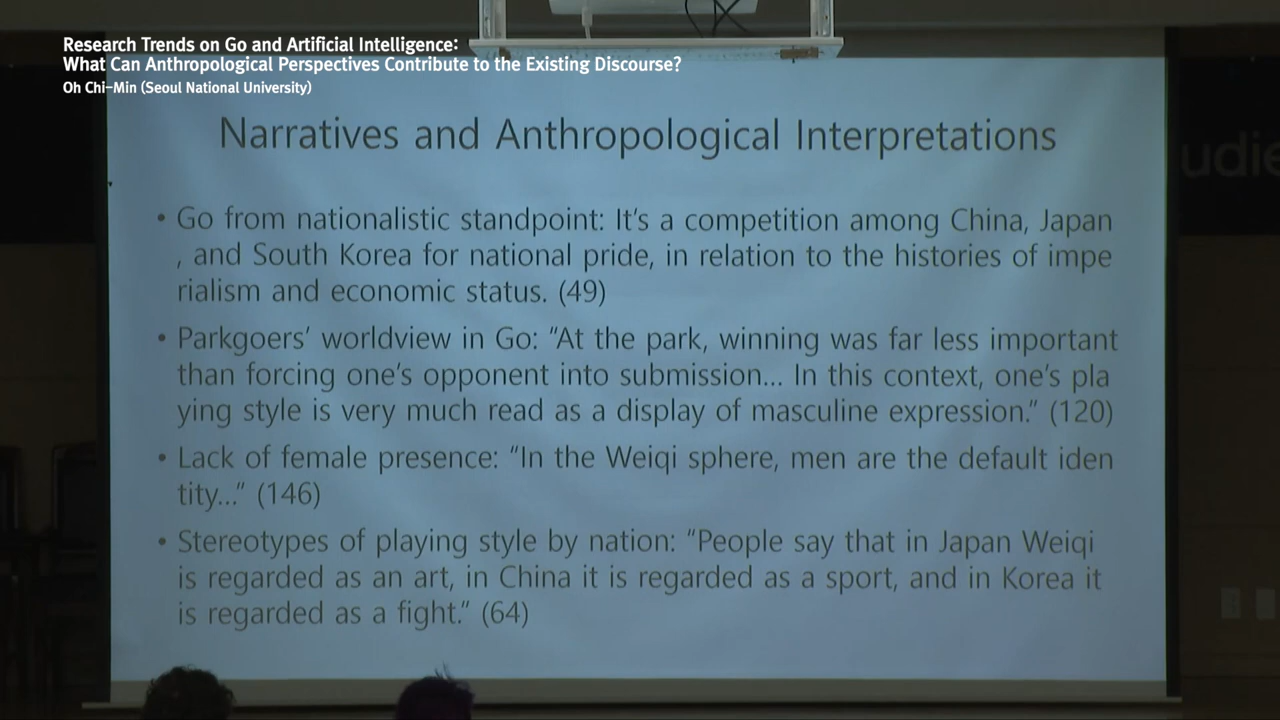 Research Trends on Go and Artificial Intelligence:
What Can Anthropological Perspectives Contribute to the Existing Discourse?
Oh Chi-Min (Seoul National University)
Narratives and Anthropological Interpretations
• Go from nationalistic standpoint: It's a competition among China, Japan
, and South Korea for national pride, in relation to the histories of impe
rialism and economic status. (49)
• Parkgoers' worldview in Go: "At the park, winning was far less important
than forcing one's opponent into submission... In this context, one's pla
ying style is very much read as a display of masculine expression." (120)
• Lack of female presence: "In the Weiqi sphere, men are the default iden
tity..." (146)
• Stereotypes of playing style by nation: "People say that in Japan Weiqi
is regarded as an art, in China it is regarded as a sport, and in Korea it
is regarded as a fight." (64)
udie